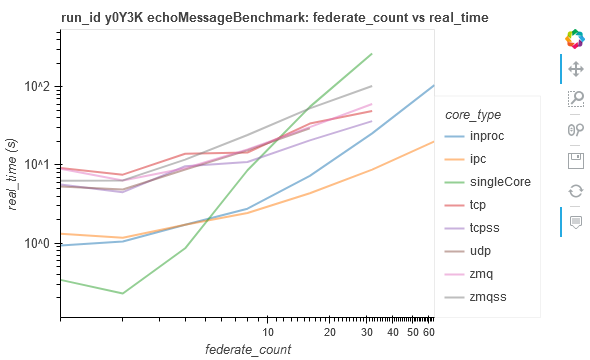 run_id y0Y3K echoMessageBenchmark: federate_count vs real_time
real_time (s)
10^2
10^1
10^0
10
20
30
40
50
60
federate_count
core_type
inproc
ipc
singleCore
tcp
tcpss
udp
zmq
zmqss